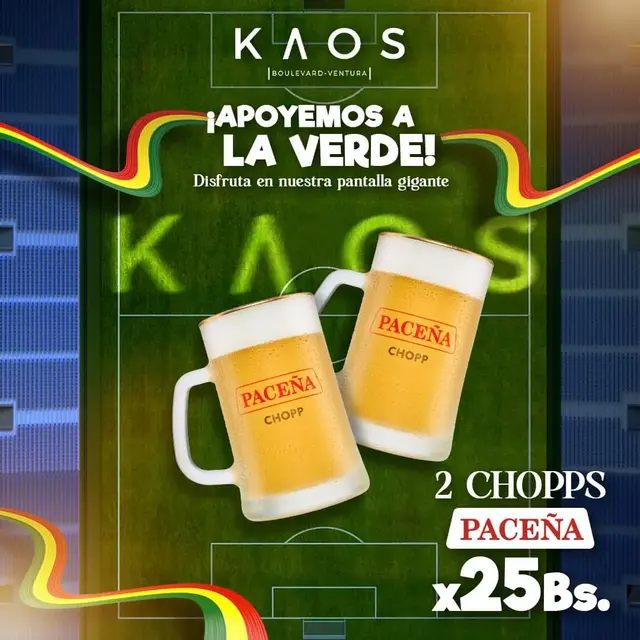 KAOS
BOULEVARD-VENTURA
¡APOYEMOS A
LA VERDE!
Disfruta en nuestra pantalla gigante
KAOS
PACEÑA
CHOPP
PACEÑA
CHOPP
2 CHOPPS
PACEÑA
x25Bs.